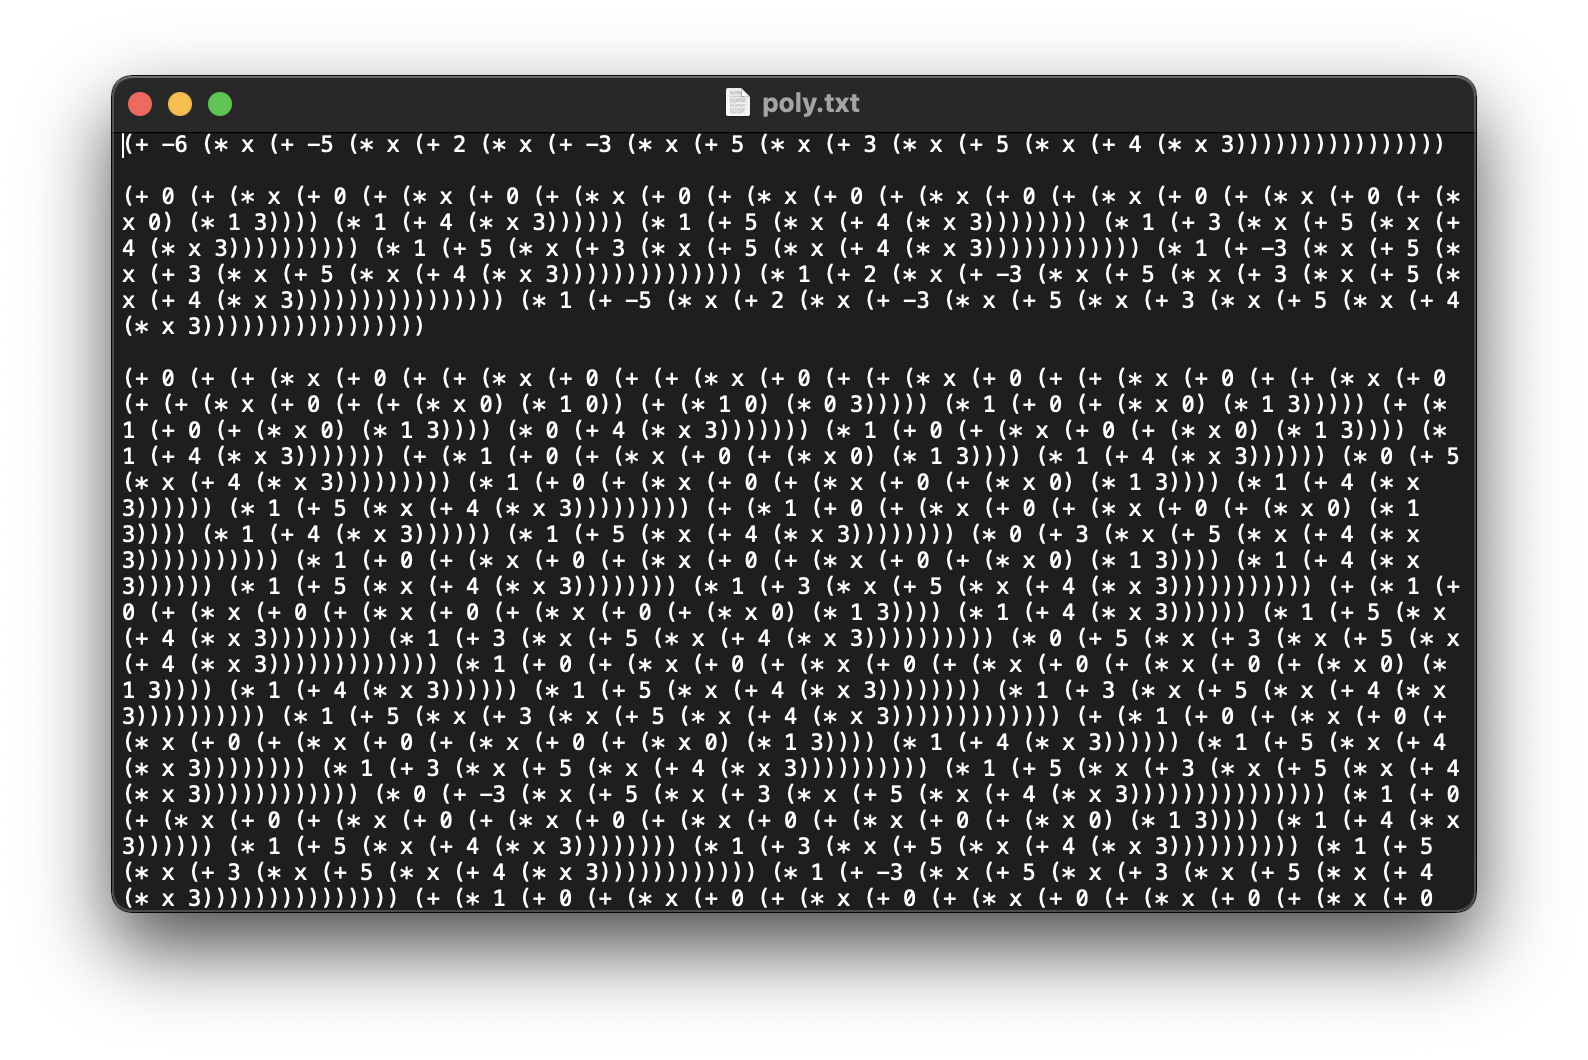 poly.txt
(+ -6 (* x (+ -5 (* x (+ 2 (* x (+ -3 (* x (+ 5 (* x (+ 3 (* x (+ 5 (* x (+ 4 (* x 3))))))))))))))))
(+ 0 (+ (* x (+ 0 (+ (* x (+ 0 (+ (* x (+ 0 (+ (* x (+ 0 (+ (* x (+ 0 (+ (* x (+ 0 (+ (* x (+ 0 (+ (*
x 0) (* 1 3)))) (* 1 (+ 4 (* x 3)))))) (* 1 (+ 5 (* x (+ 4 (* x 3)))))))) (* 1 (+ 3 (* x (+ 5 (* x (+
4 (* x 3)))))))))) (* 1 (+ 5 (* x (+ 3 (* x (+ 5 (* x (+ 4 (* x 3)))))))))))) (* 1 (+ -3 (* x (+ 5 (*
x (+ 3 (* x (+ 5 (* x (+ 4 (* x 3)))))))))))))) (* 1 (+ 2 (* x (+ -3 (* x (+ 5 (* x (+ 3 (* x (+ 5 (*
x (+ 4 (* x 3)))))))))))))))) (* 1 (+ -5 (* x (+ 2 (* x (+ -3 (* x (+ 5 (* x (+ 3 (* x (+ 5 (* x (+ 4
(* x 3)))))))))))))))))
(+ 0 (+ (+ (* x (+ 0 (+ (+ (* x (+ 0 (+ (+ (* x (+ 0 (+ (+ (* x (+ 0 (+ (+ (* x (+ 0 (+ (+ (* x (+ 0
(+ (+ (* x (+ 0 (+ (+ (* x 0) (* 1 0)) (+ (* 1 0) (* 0 3))))) (* 1 (+ 0 (+ (* x 0) (* 1 3))))) (+ (*
1 (+ 0 (+ (* x 0) (* 1 3)))) (* 0 (+ 4 (* x 3))))))) (* 1 (+ 0 (+ (* x (+ 0 (+ (* x 0) (* 1 3)))) (*
1 (+ 4 (* x 3))))))) (+ (* 1 (+ 0 (+ (* x (+ 0 (+ (* x 0) (* 1 3)))) (* 1 (+ 4 (* x 3)))))) (* 0 (+ 5
(* x (+ 4 (* x 3))))))))) (* 1 (+ 0 (+ (* x (+ 0 (+ (* x (+ 0 (+ (* x 0) (* 1 3)))) (* 1 (+ 4 (* x
3)))))) (* 1 (+ 5 (* x (+ 4 (* x 3))))))))) (+ (* 1 (+ 0 (+ (* x (+ 0 (+ (* x (+ 0 (+ (* x 0) (* 1
3)))) (* 1 (+ 4 (* x 3)))))) (* 1 (+ 5 (* x (+ 4 (* x 3)))))))) (* 0 (+ 3 (* x (+ 5 (* x (+ 4 (* x
3))))))))))) (* 1 (+ 0 (+ (* x (+ 0 (+ (* x (+ 0 (+ (* x (+ 0 (+ (* x 0) (* 1 3)))) (* 1 (+ 4 (* x
3)))))) (* 1 (+ 5 (* x (+ 4 (* x 3)))))))) (* 1 (+ 3 (* x (+ 5 (* x (+ 4 (* x 3))))))))))) (+ (* 1 (+
0 (+ (* x (+ 0 (+ (* x (+ 0 (+ (* x (+ 0 (+ (* x 0) (* 1 3)))) (* 1 (+ 4 (* x 3)))))) (* 1 (+ 5 (* x
(+ 4 (* x 3)))))))) (* 1 (+ 3 (* x (+ 5 (* x (+ 4 (* x 3)))))))))) (* 0 (+ 5 (* x (+ 3 (* x (+ 5 (* x
(+ 4 (* x 3))))))))))))) (* 1 (+ 0 (+ (* x (+ 0 (+ (* x (+ 0 (+ (* x (+ 0 (+ (* x (+ 0 (+ (* x 0) (*
1 3)))) (* 1 (+ 4 (* x 3)))))) (* 1 (+ 5 (* x (+ 4 (* x 3)))))))) (* 1 (+ 3 (* x (+ 5 (* x (+ 4 (* x
3)))))))))) (* 1 (+ 5 (* x (+ 3 (* x (+ 5 (* x (+ 4 (* x 3))))))))))))) (+ (* 1 (+ 0 (+ (* x (+ 0 (+
(* x (+ 0 (+ (* x (+ 0 (+ (* x (+ 0 (+ (* x 0) (* 1 3)))) (* 1 (+ 4 (* x 3)))))) (* 1 (+ 5 (* x (+ 4
(* x 3)))))))) (* 1 (+ 3 (* x (+ 5 (* x (+ 4 (* x 3)))))))))) (* 1 (+ 5 (* x (+ 3 (* x (+ 5 (* x (+ 4
(* x 3)))))))))))) (* 0 (+ -3 (* x (+ 5 (* x (+ 3 (* x (+ 5 (* x (+ 4 (* x 3))))))))))))))) (* 1 (+ 0
(+ (* x (+ 0 (+ (* x (+ 0 (+ (* x (+ 0 (+ (* x (+ 0 (+ (* x (+ 0 (+ (* x 0) (* 1 3)))) (* 1 (+ 4 (* x
3)))))) (* 1 (+ 5 (* x (+ 4 (* x 3)))))))) (* 1 (+ 3 (* x (+ 5 (* x (+ 4 (* x 3)))))))))) (* 1 (+ 5
(* x (+ 3 (* x (+ 5 (* x (+ 4 (* x 3)))))))))))) (* 1 (+ -3 (* x (+ 5 (* x (+ 3 (* x (+ 5 (* x (+ 4
(* x 3))))))))))))))) (+ (* 1 (+ 0 (+ (* x (+ 0 (+ (* x (+ 0 (+ (* x (+ 0 (+ (* x (+ 0 (+ (* x (+ 0